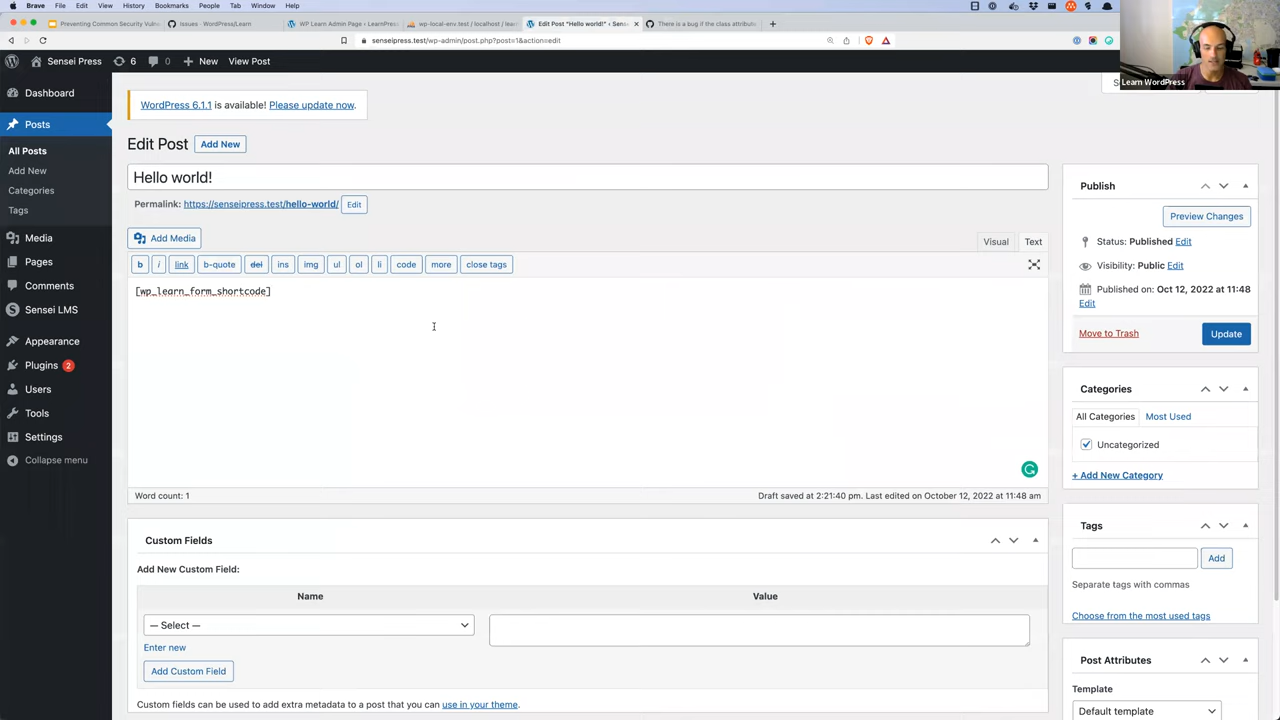 Brave File Edit View History Bookmarks People Tab Window Help
Preventing Common Security Vulne
Issues · WordPress/Learn
WP Learn Admin Page ‹ LearnPress
wp-local-env.test / localhost / lear
Edit Post "Hello world!" ‹ Sense
There is a bug if the class attribute
senseipress.test/wp-admin/post.php?post=1&action=edit
Learn WordPress
Sensei Press 6 0 New View Post
Dashboard
Posts
All Posts
Add New
Categories
Tags
Media
Pages
Comments
Sensei LMS
Appearance
Plugins 2
Users
Tools
Settings
Collapse menu
WordPress 6.1.1 is available! Please update now.
Edit Post Add New
Hello world!
Permalink: https://senseipress.test/hello-world/ Edit
Add Media
Visual Text
b i link b-quote del ins img ul ol li code more close tags
[wp_learn_form_shortcode]
Word count: 1
Draft saved at 2:21:40 pm. Last edited on October 12, 2022 at 11:48 am
Custom Fields
Add New Custom Field:
Name Value
— Select —
Enter new
Add Custom Field
Custom fields can be used to add extra metadata to a post that you can use in your theme.
Publish
Preview Changes
Status: Published Edit
Visibility: Public Edit
Published on: Oct 12, 2022 at 11:48
Edit
Move to Trash
Update
Categories
All Categories Most Used
Uncategorized
+ Add New Category
Tags
Add
Separate tags with commas
Choose from the most used tags
Post Attributes
Template
Default template